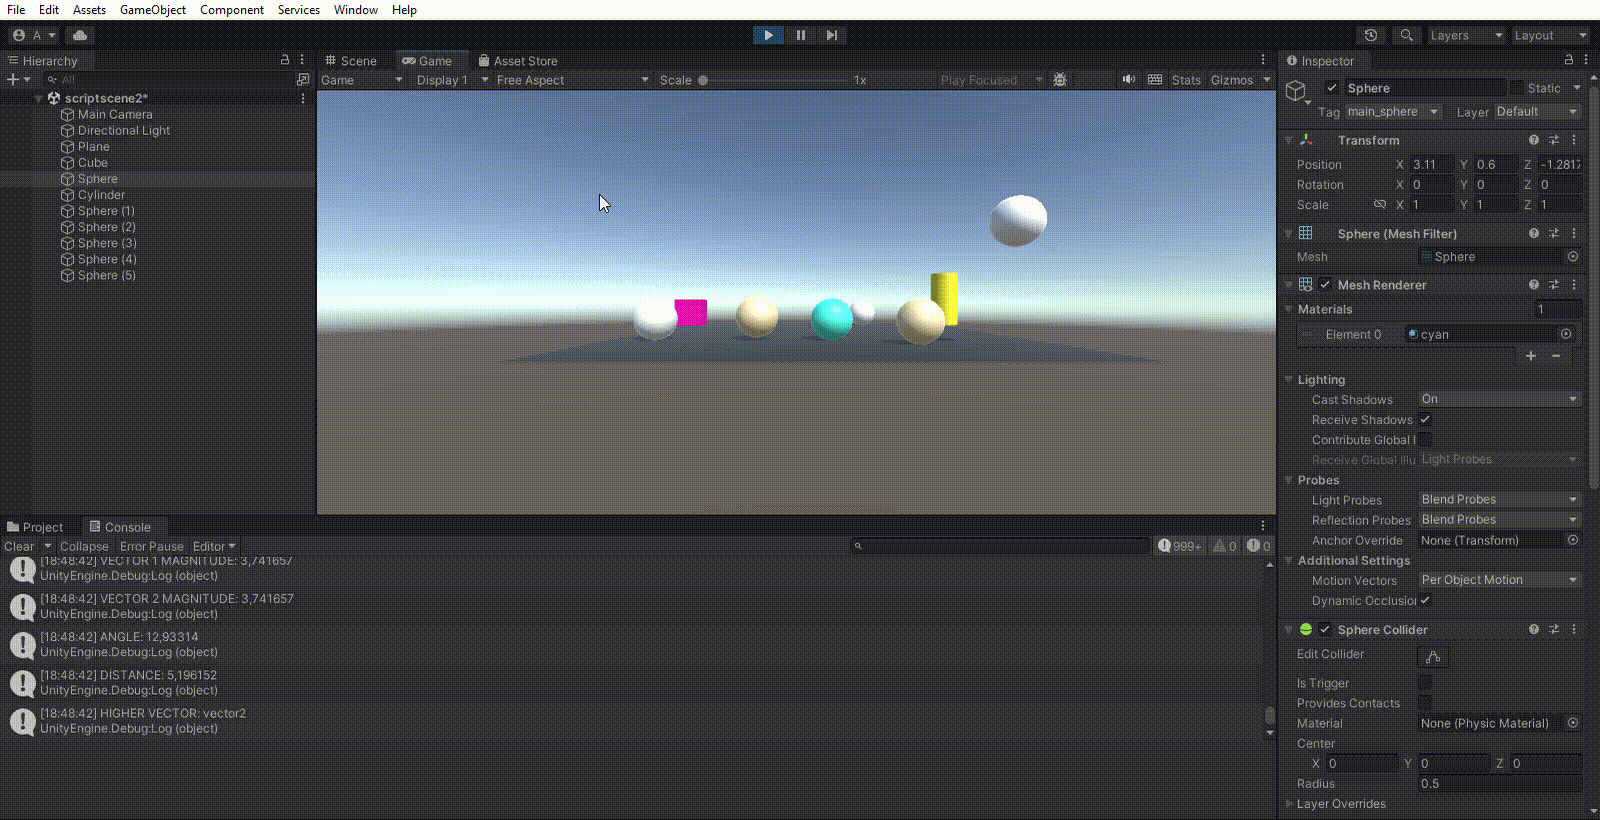 File Edit Assets GameObject Component Services Window Help
A Layers Layout
Hierarchy
All
scriptscene2*
Main Camera
Directional Light
Plane
Cube
Sphere
Cylinder
Sphere (1)
Sphere (2)
Sphere (3)
Sphere (4)
Sphere (5)
Scene Game Asset Store
Game Display 1 Free Aspect Scale 1x Play Focused Stats Gizmos
Project Console
Clear Collapse Error Pause Editor 999+ 0 0
[18:48:42] VECTOR 1 MAGNITUDE: 3,741657
UnityEngine.Debug:Log (object)
[18:48:42] VECTOR 2 MAGNITUDE: 3,741657
UnityEngine.Debug:Log (object)
[18:48:42] ANGLE: 12,93314
UnityEngine.Debug:Log (object)
[18:48:42] DISTANCE: 5,196152
UnityEngine.Debug:Log (object)
[18:48:42] HIGHER VECTOR: vector2
UnityEngine.Debug:Log (object)
Inspector
Sphere Static
Tag main_sphere Layer Default
Transform
Position X 3.11 Y 0.6 Z -1.2817
Rotation X 0 Y 0 Z 0
Scale X 1 Y 1 Z 1
Sphere (Mesh Filter)
Mesh Sphere
Mesh Renderer
Materials 1
Element 0 cyan
Lighting
Cast Shadows On
Receive Shadows
Contribute Global I
Receive Global Illu Light Probes
Probes
Light Probes Blend Probes
Reflection Probes Blend Probes
Anchor Override None (Transform)
Additional Settings
Motion Vectors Per Object Motion
Dynamic Occlusion
Sphere Collider
Edit Collider
Is Trigger
Provides Contacts
Material None (Physic Material)
Center
X 0 Y 0 Z 0
Radius 0.5
Layer Overrides